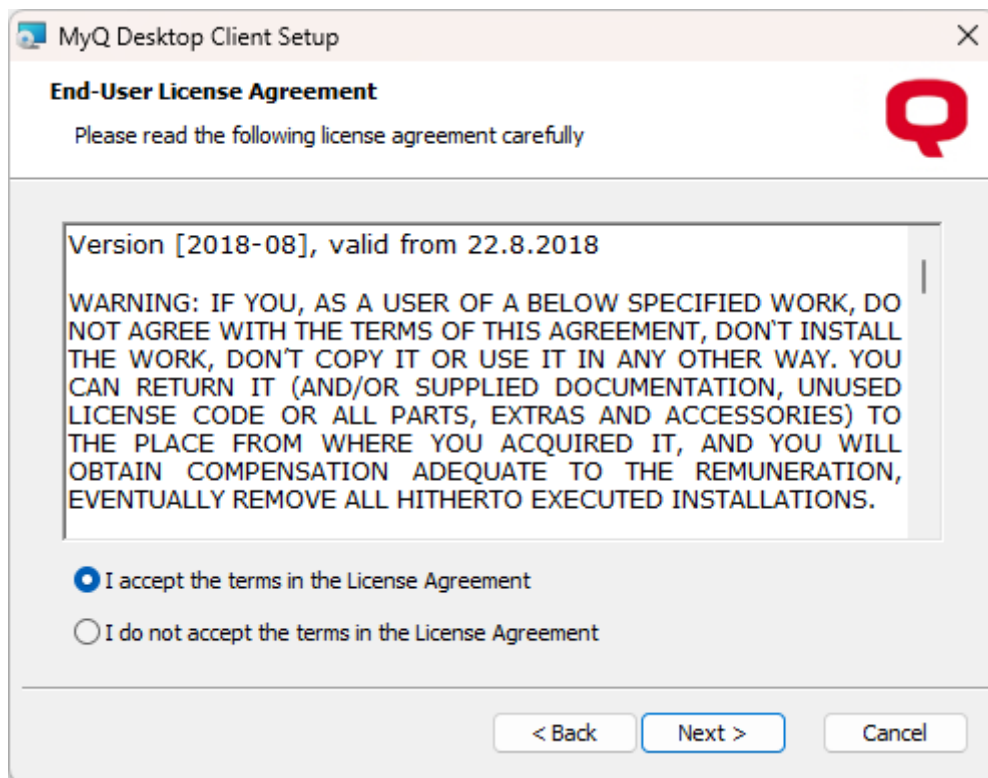 MyQ Desktop Client Setup
End-User License Agreement
Please read the following license agreement carefully
Version [2018-08], valid from 22.8.2018
WARNING: IF YOU, AS A USER OF A BELOW SPECIFIED WORK, DO
NOT AGREE WITH THE TERMS OF THIS AGREEMENT, DON‘T INSTALL
THE WORK, DON’T COPY IT OR USE IT IN ANY OTHER WAY. YOU
CAN RETURN IT (AND/OR SUPPLIED DOCUMENTATION, UNUSED
LICENSE CODE OR ALL PARTS, EXTRAS AND ACCESSORIES) TO
THE PLACE FROM WHERE YOU ACQUIRED IT, AND YOU WILL
OBTAIN COMPENSATION ADEQUATE TO THE REMUNERATION,
EVENTUALLY REMOVE ALL HITHERTO EXECUTED INSTALLATIONS.
I accept the terms in the License Agreement
I do not accept the terms in the License Agreement
< Back Next > Cancel